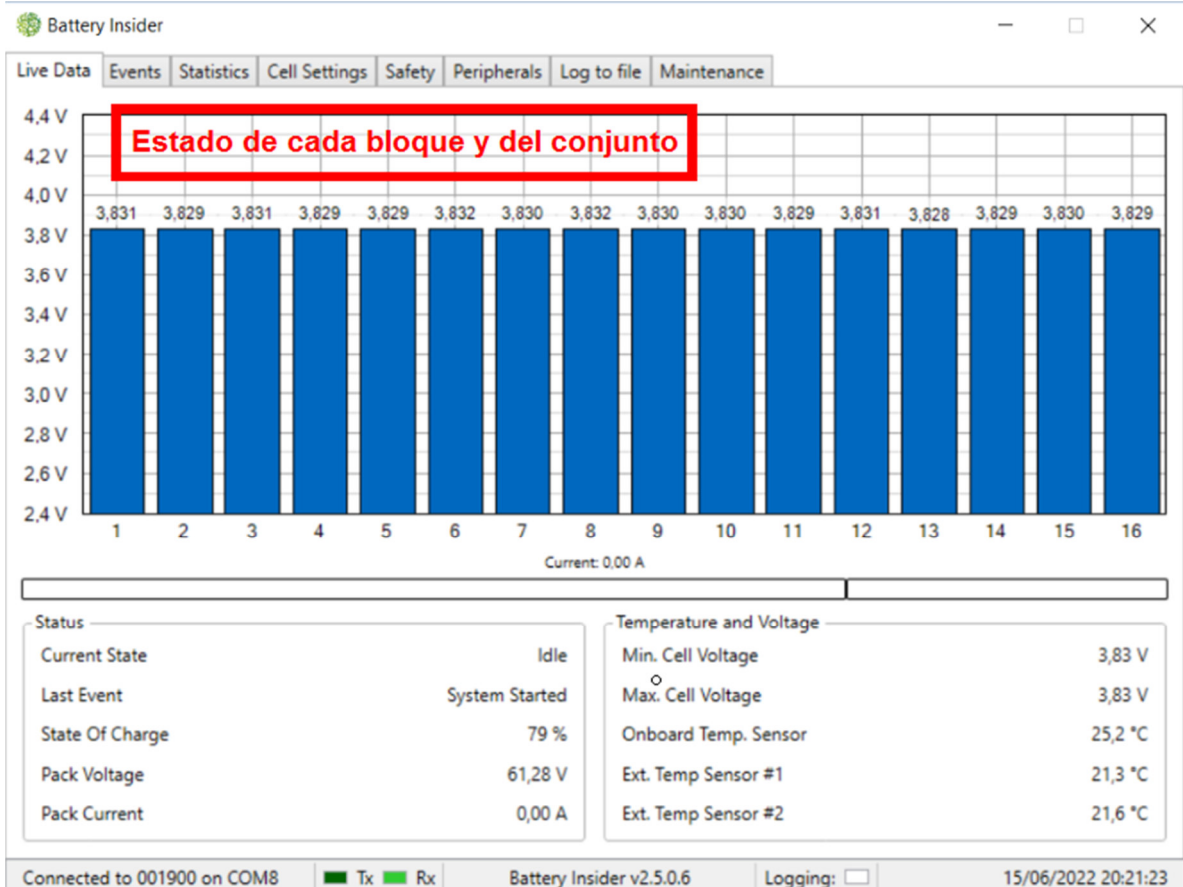 Battery Insider
Live Data Events Statistics Cell Settings Safety Peripherals Log to file Maintenance
Estado de cada bloque y del conjunto
4,4 V
4,2 V
4,0 V
3,8 V
3,6 V
3,4 V
3,2 V
3,0 V
2,8 V
2,6 V
2,4 V
3,831 3,829 3,831 3,829 3,829 3,832 3,830 3,832 3,830 3,830 3,829 3,831 3,828 3,829 3,830 3,829
1 2 3 4 5 6 7 8 9 10 11 12 13 14 15 16
Current: 0,00 A
Status
Current State Idle
Last Event System Started
State Of Charge 79 %
Pack Voltage 61,28 V
Pack Current 0,00 A
Temperature and Voltage
Min. Cell Voltage 3,83 V
Max. Cell Voltage 3,83 V
Onboard Temp. Sensor 25,2 °C
Ext. Temp Sensor #1 21,3 °C
Ext. Temp Sensor #2 21,6 °C
Connected to 001900 on COM8 Tx Rx Battery Insider v2.5.0.6 Logging: 15/06/2022 20:21:23